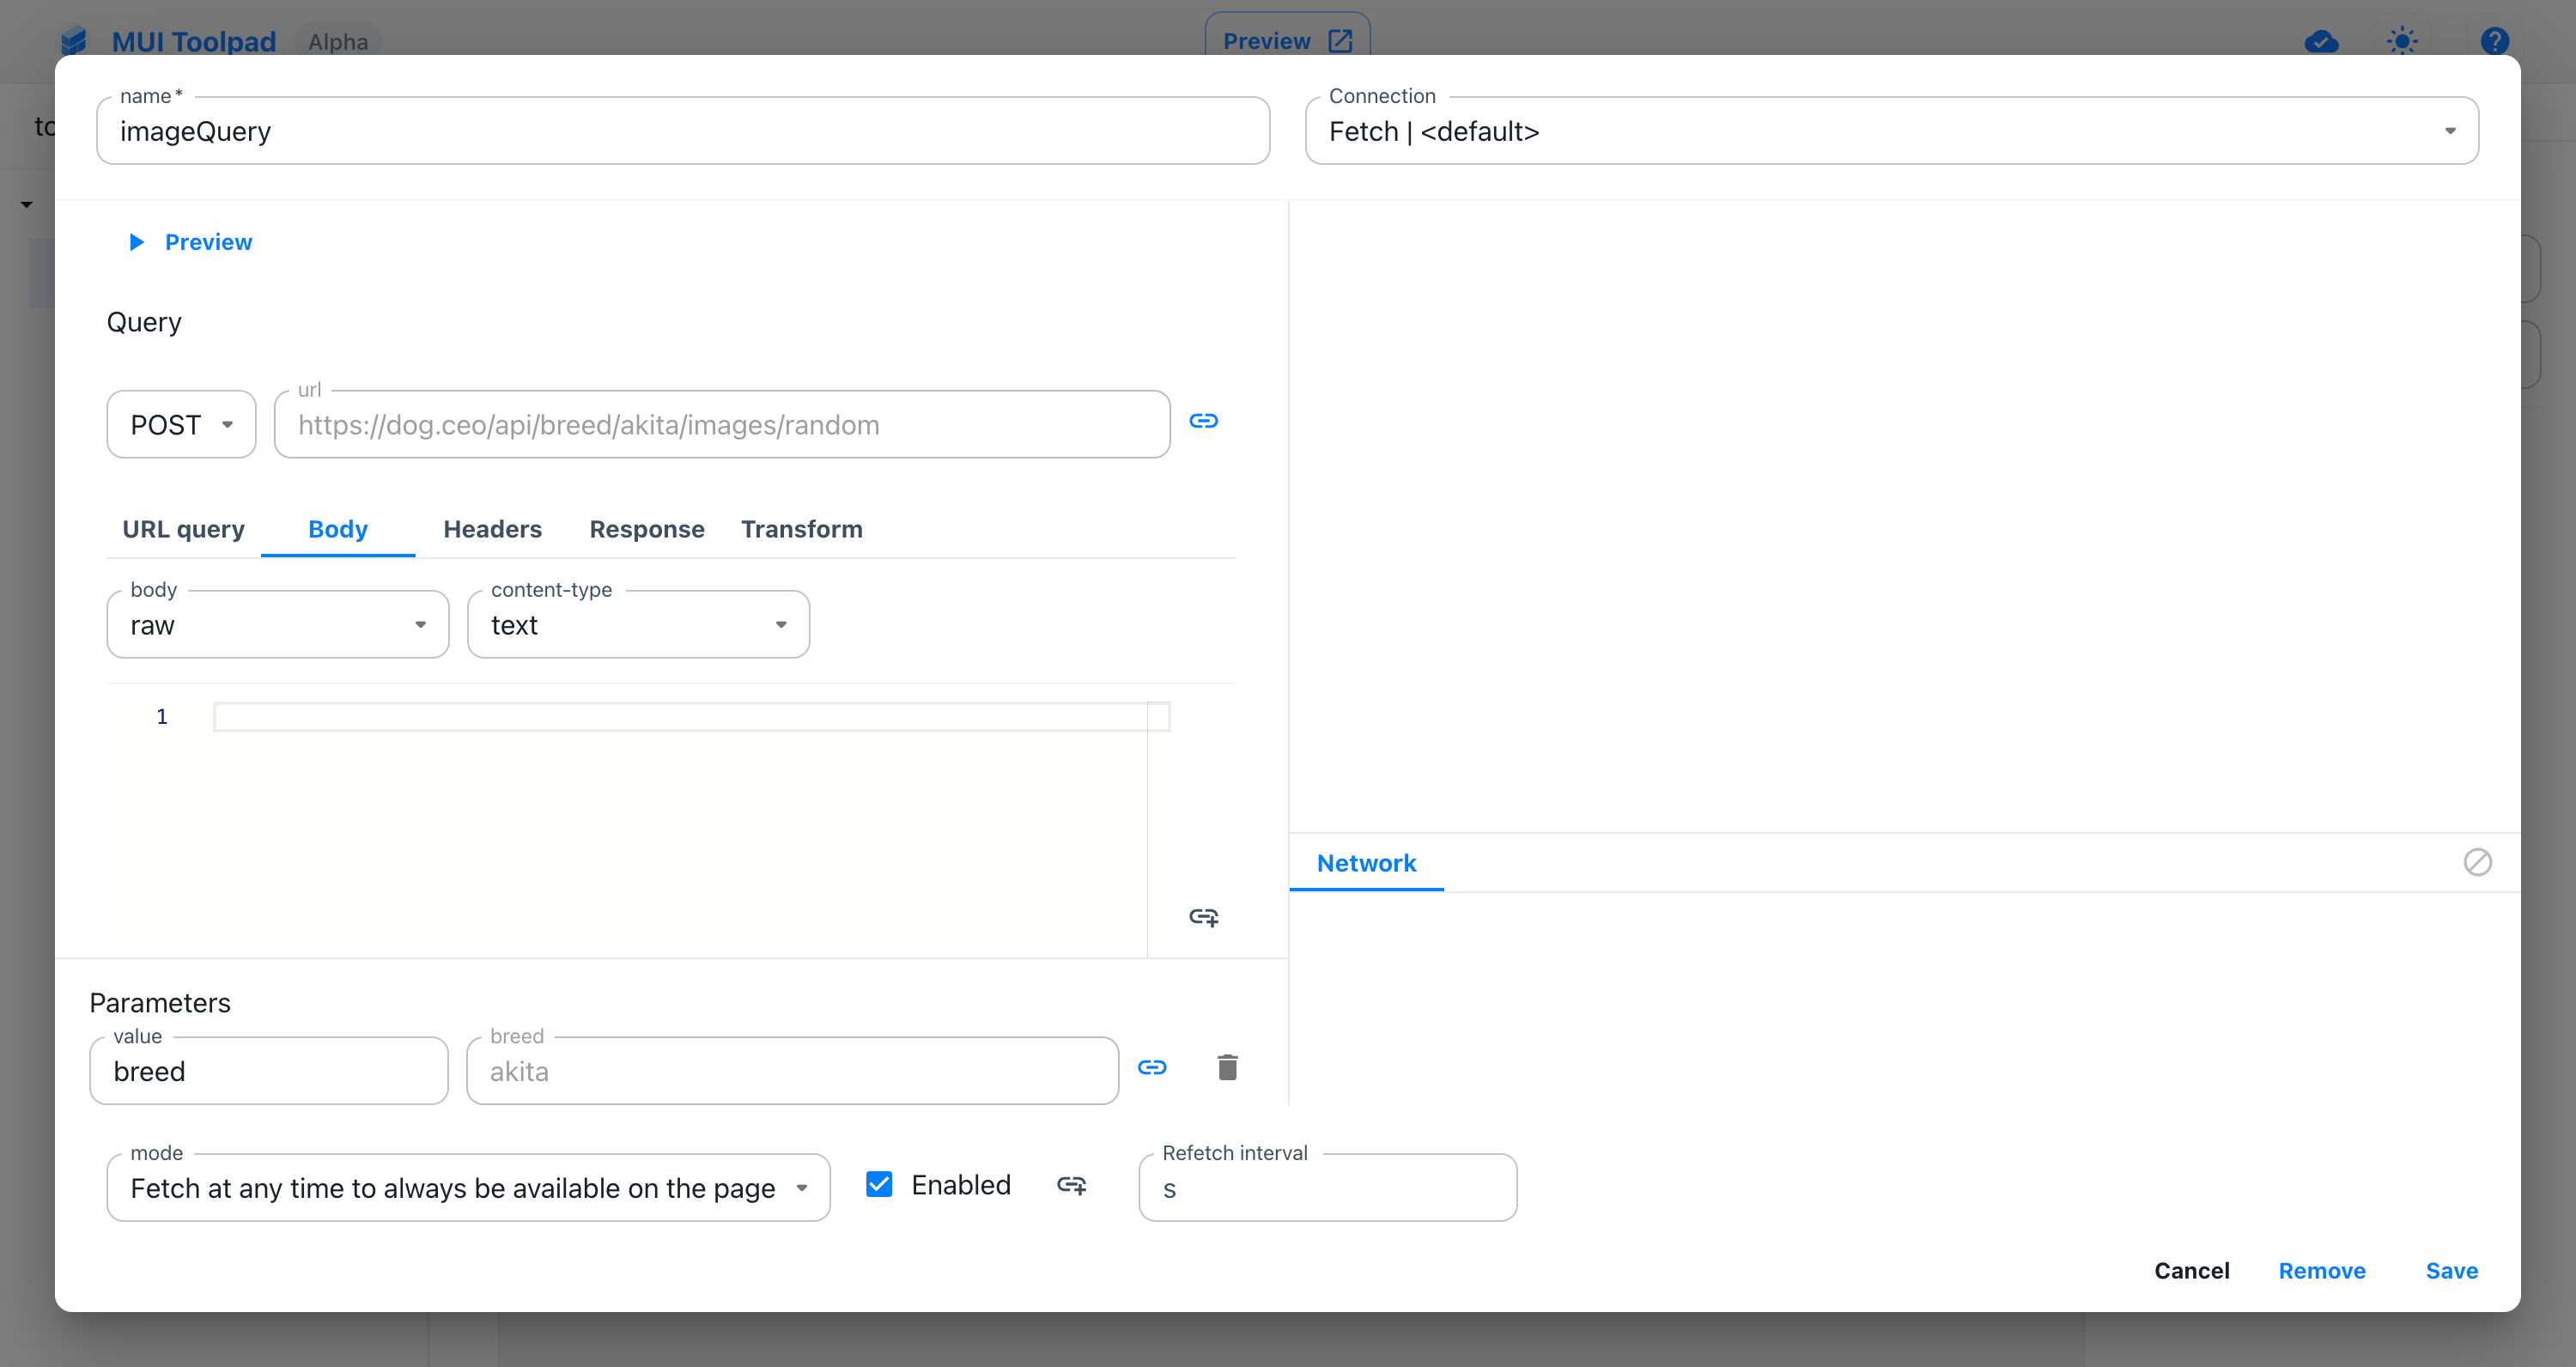 MUI Toolpad Alpha Preview
to
name*
imageQuery
Connection
Fetch | <default>
Preview
Query
POST
url
https://dog.ceo/api/breed/akita/images/random
URL query Body Headers Response Transform
body
raw
content-type
text
1
Network
Parameters
value
breed
breed
akita
mode
Fetch at any time to always be available on the page
Enabled
Refetch interval
s
Cancel Remove Save